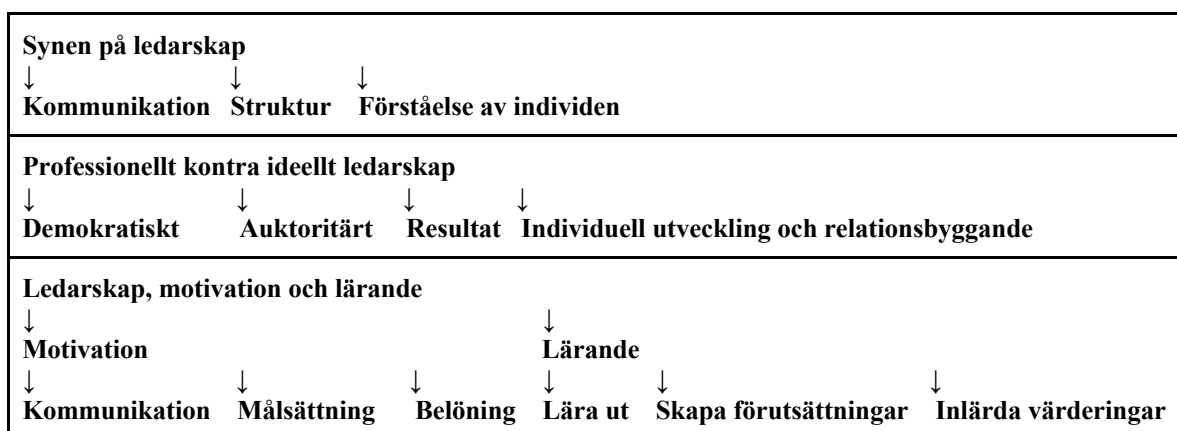 Synen på ledarskap
↓ ↓ ↓
Kommunikation Struktur Förståelse av individen
Professionellt kontra ideellt ledarskap
↓ ↓ ↓ ↓
Demokratiskt Auktoritärt Resultat Individuell utveckling och relationsbyggande
Ledarskap, motivation och lärande
↓ ↓
Motivation Lärande
↓ ↓ ↓ ↓ ↓ ↓
Kommunikation Målsättning Belöning Lära ut Skapa förutsättningar Inlärda värderingar